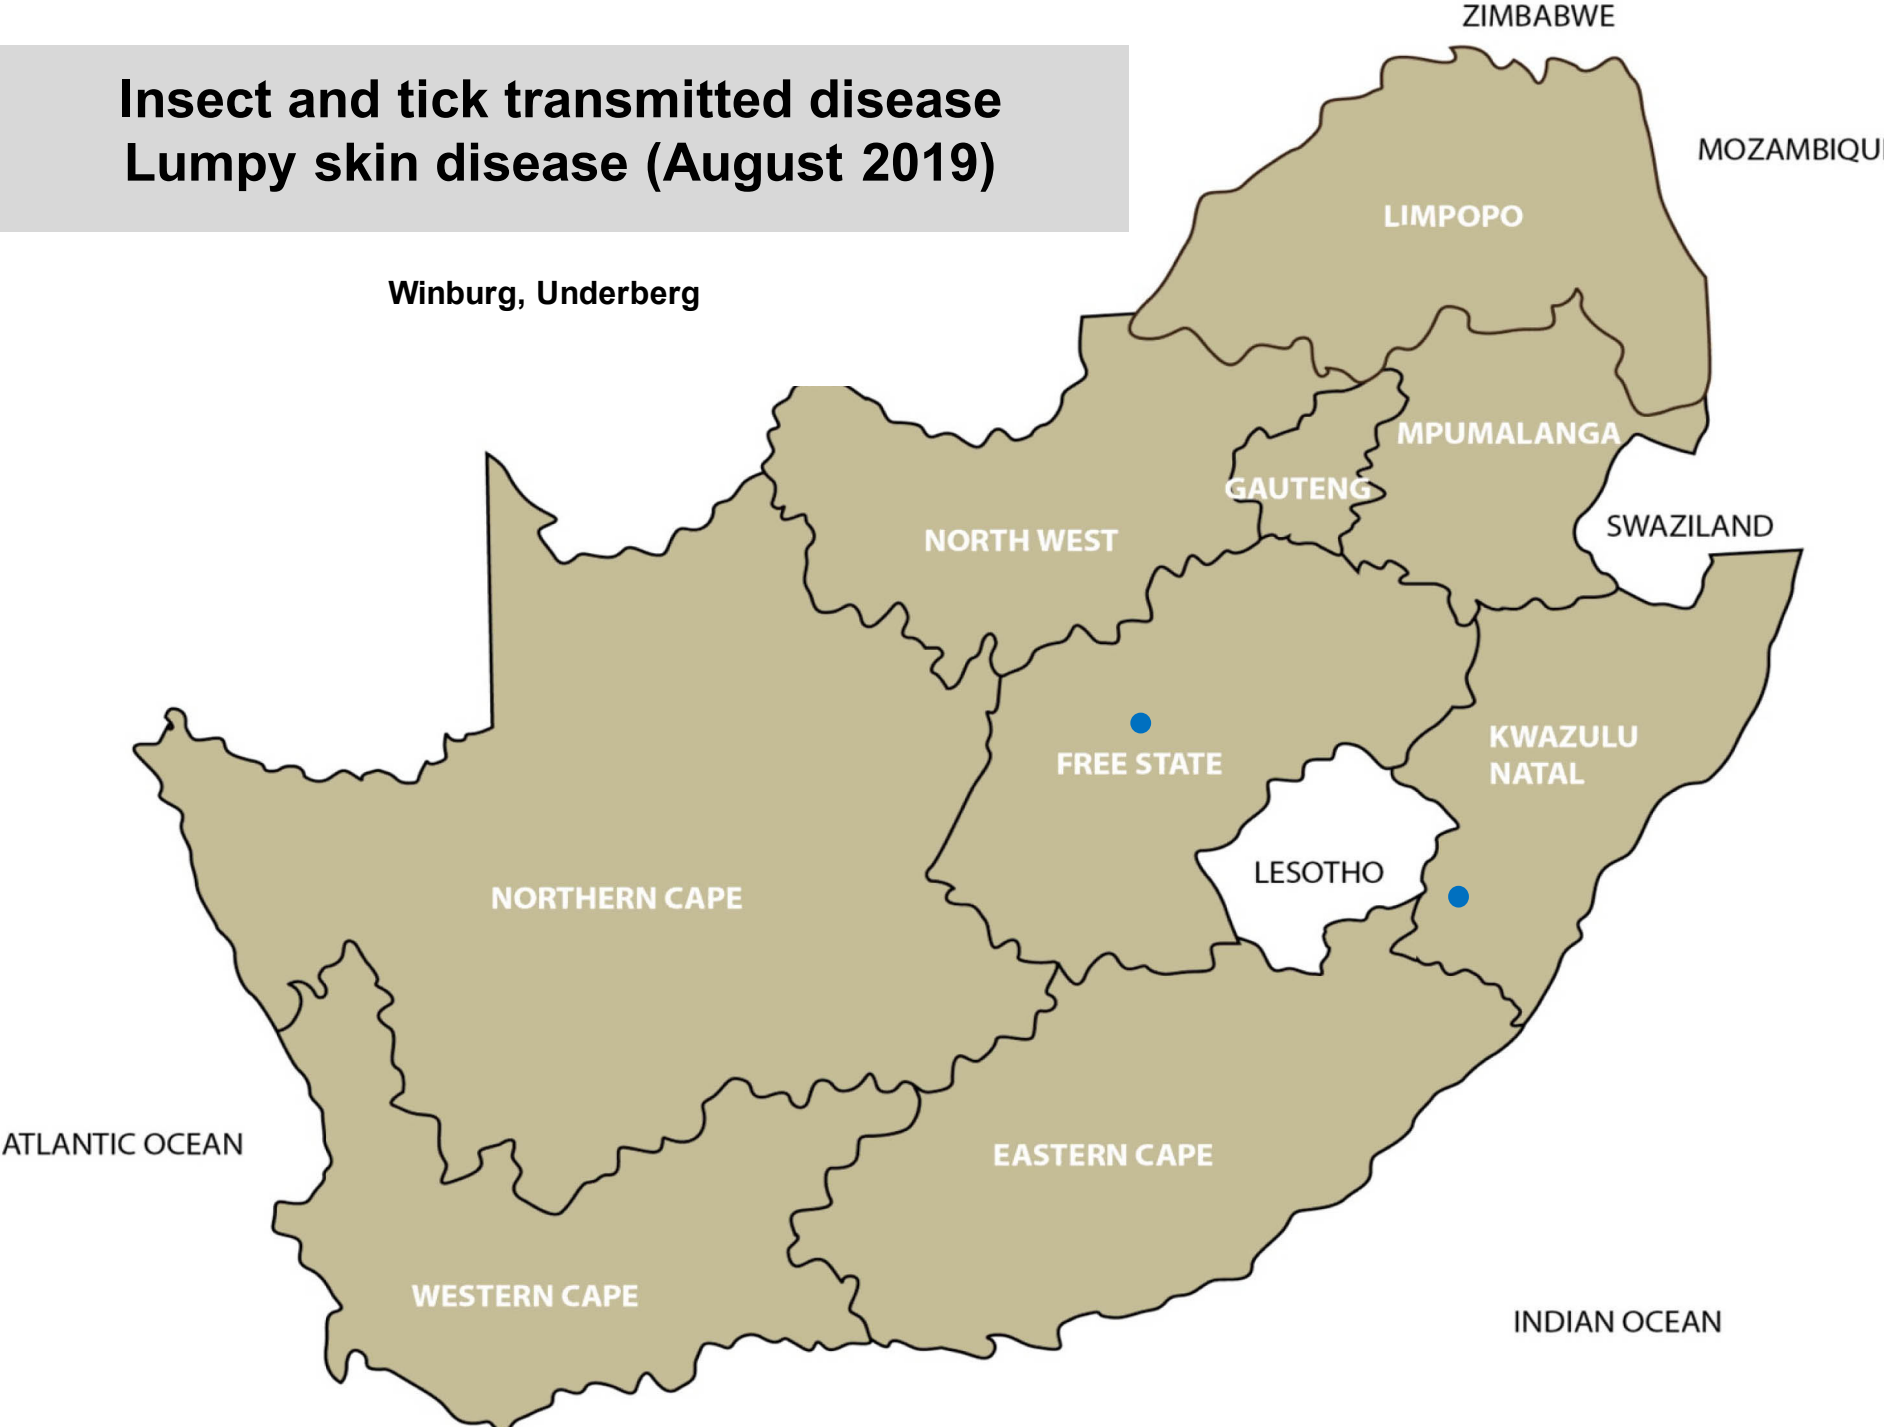 ZIMBABWE
Insect and tick transmitted disease
Lumpy skin disease (August 2019)
MOZAMBIQU
LIMPOPO
Winburg, Underberg
MPUMALANGA
GAUTENG
SWAZILAND
NORTH WEST
KWAZULU
NATAL
FREE STATE
LESOTHO
NORTHERN CAPE
ATLANTIC OCEAN
EASTERN CAPE
WESTERN CAPE
INDIAN OCEAN